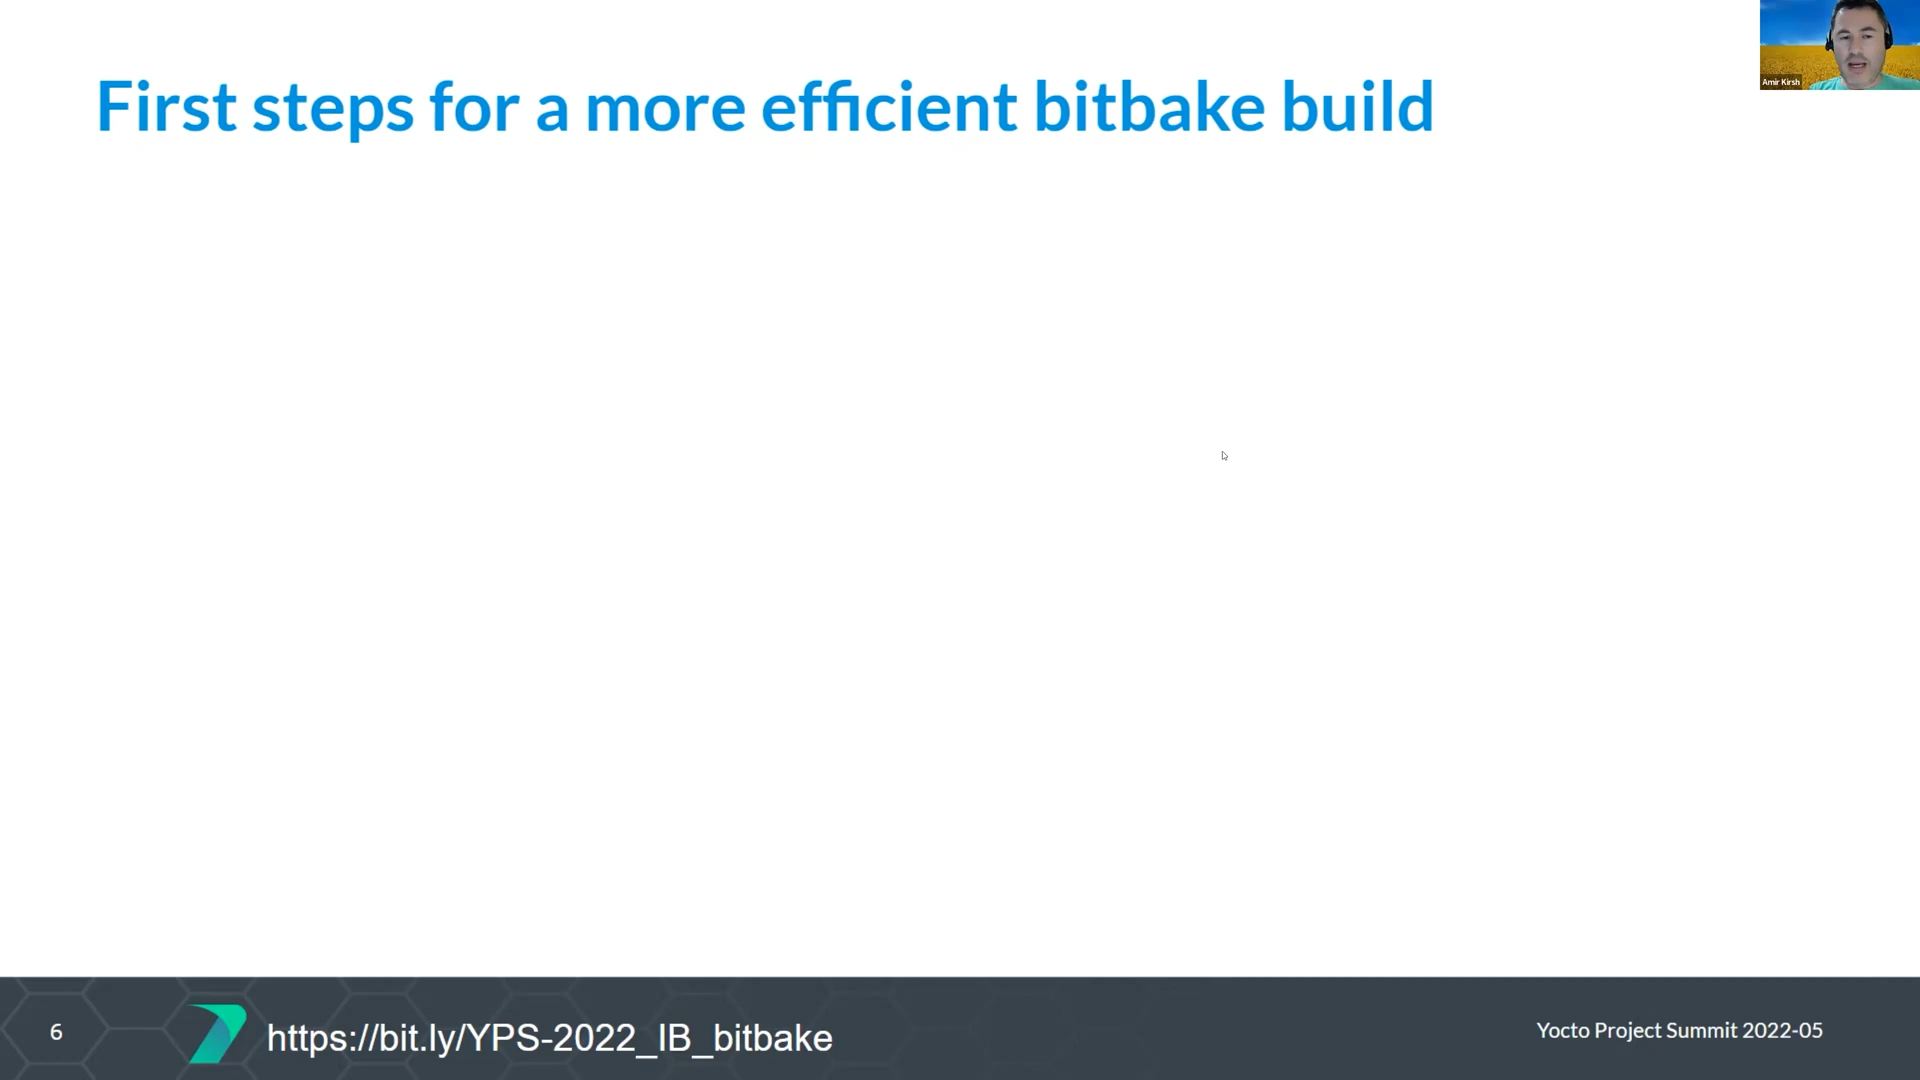 First steps for a more efficient bitbake build
Amir Kirsh
6
https://bit.ly/YPS-2022_IB_bitbake
Yocto Project Summit 2022-05